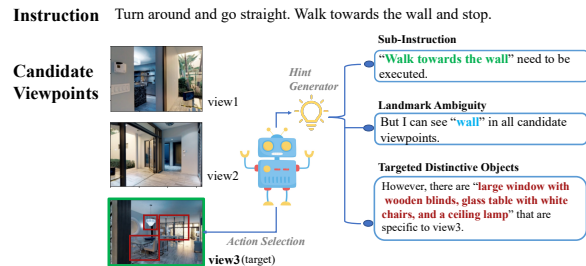 Instruction Turn around and go straight. Walk towards the wall and stop.
Candidate
Viewpoints
view1
view2
view3 (target)
Action Selection
Hint
Generator
Sub-Instruction
“Walk towards the wall” need to be
executed.
Landmark Ambiguity
But I can see “wall” in all candidate
viewpoints.
Targeted Distinctive Objects
However, there are “large window with
wooden blinds, glass table with white
chairs, and a ceiling lamp” that are
specific to view3.